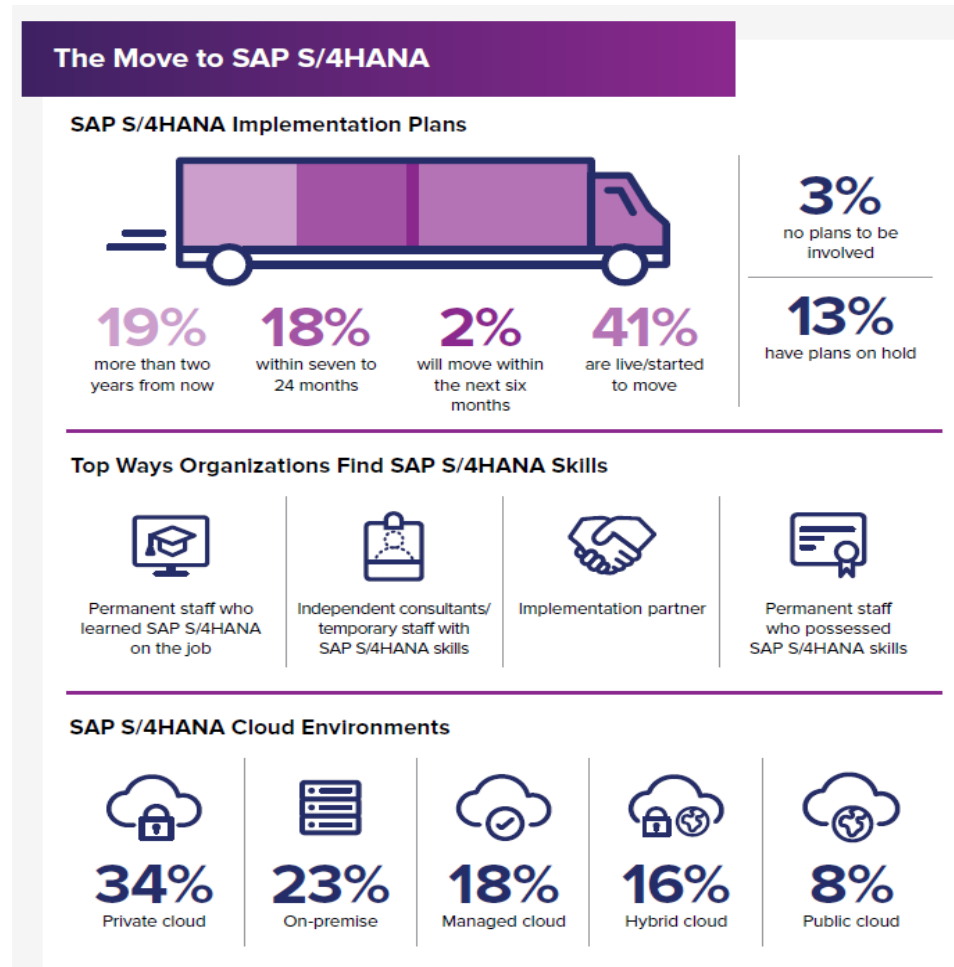 The Move to SAP S/4HANA
SAP S/4HANA Implementation Plans
19%
more than two
years from now
18%
within seven to
24 months
2%
will move within
the next six
months
41%
are live/started
to move
3%
no plans to be
involved
13%
have plans on hold
Top Ways Organizations Find SAP S/4HANA Skills
Permanent staff who
learned SAP S/4HANA
on the job
Independent consultants/
temporary staff with
SAP S/4HANA skills
Implementation partner
Permanent staff
who possessed
SAP S/4HANA skills
SAP S/4HANA Cloud Environments
34%
Private cloud
23%
On-premise
18%
Managed cloud
16%
Hybrid cloud
8%
Public cloud